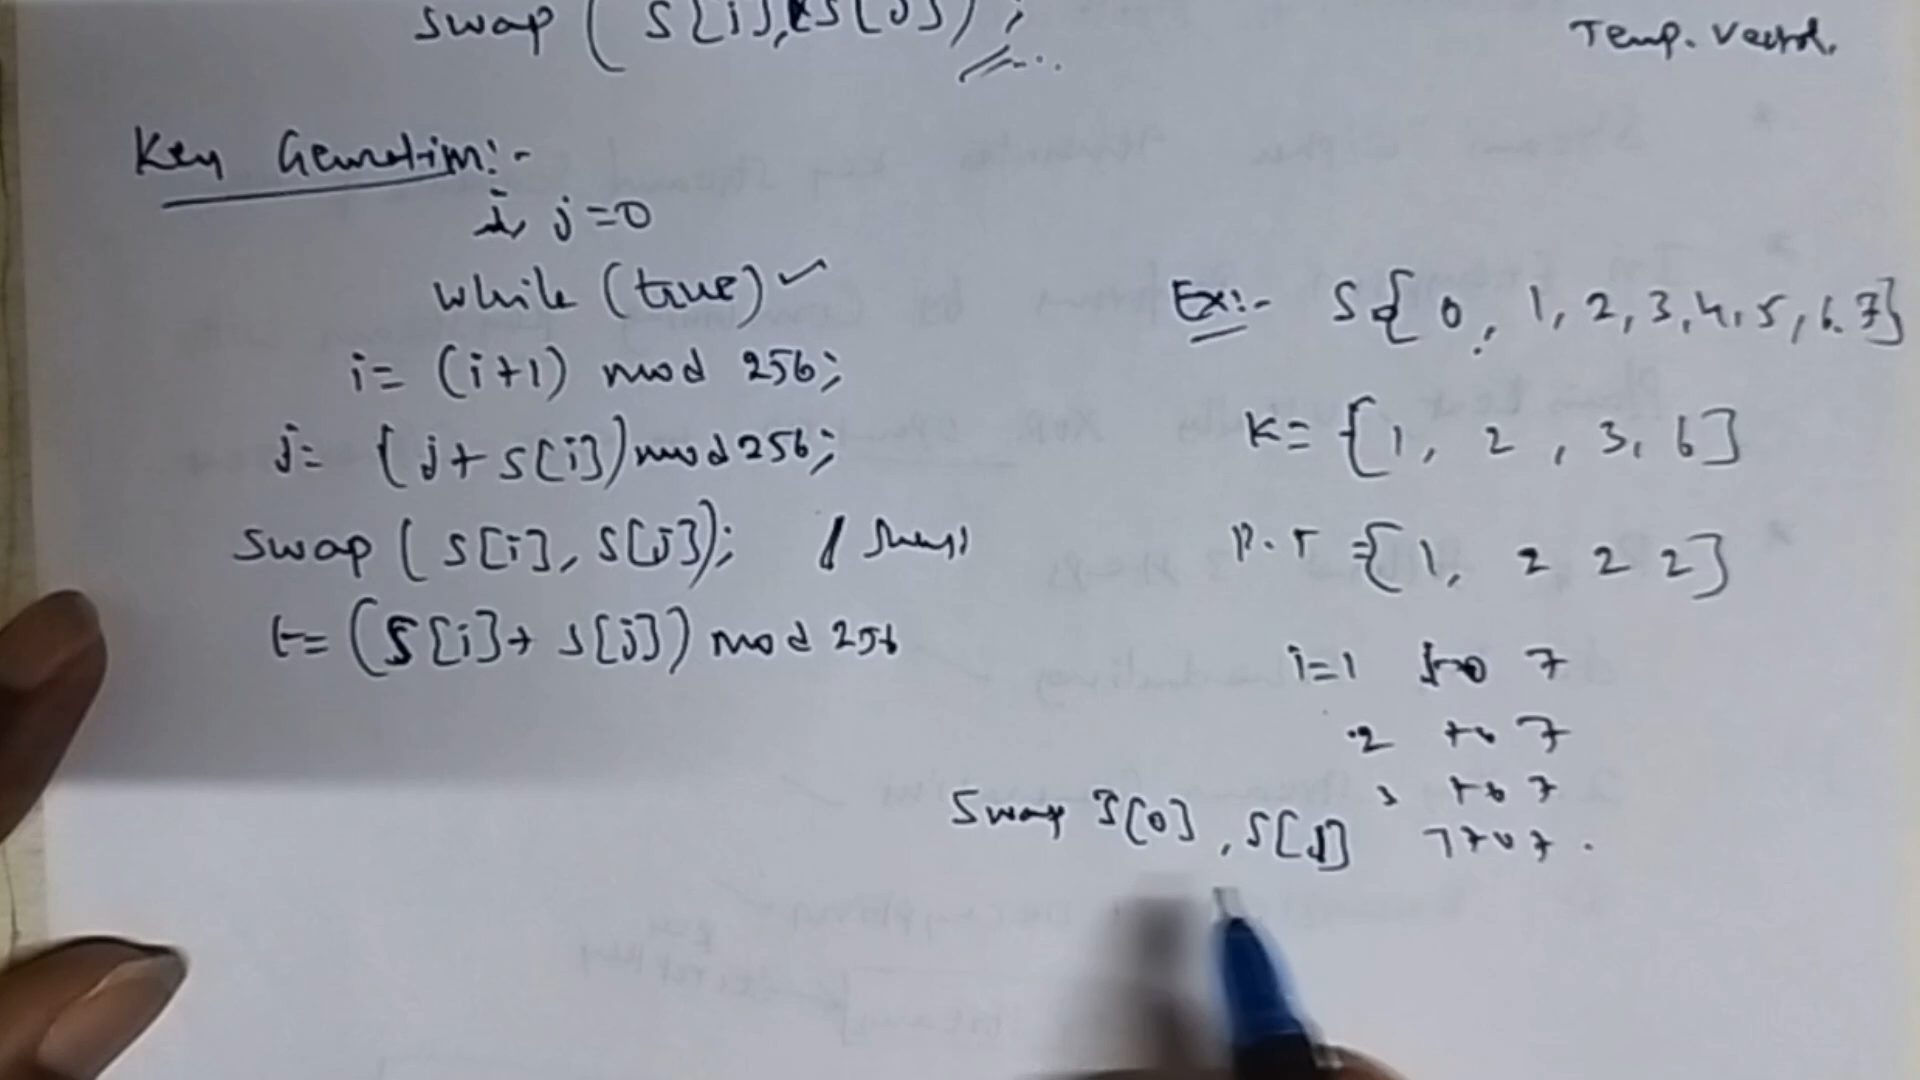 Swap ( S[i], S[j] ) ;
Temp. Vector.
Key Generation:-
i, j=0
while (true) ✓
i= (i+1) mod 256;
j= (j+ S[i]) mod 256;
Swap ( S[i], S[j]);
t= (S[i]+ S[j]) mod 256
Ex:- S{ 0, 1, 2, 3, 4, 5, 6. 7}
K= {1, 2, 3, 6]
P.T ={1, 2 2 2}
i=1 to 7
2 to 7
3 to 7
7 to 7.
Swap S[0], S[J]